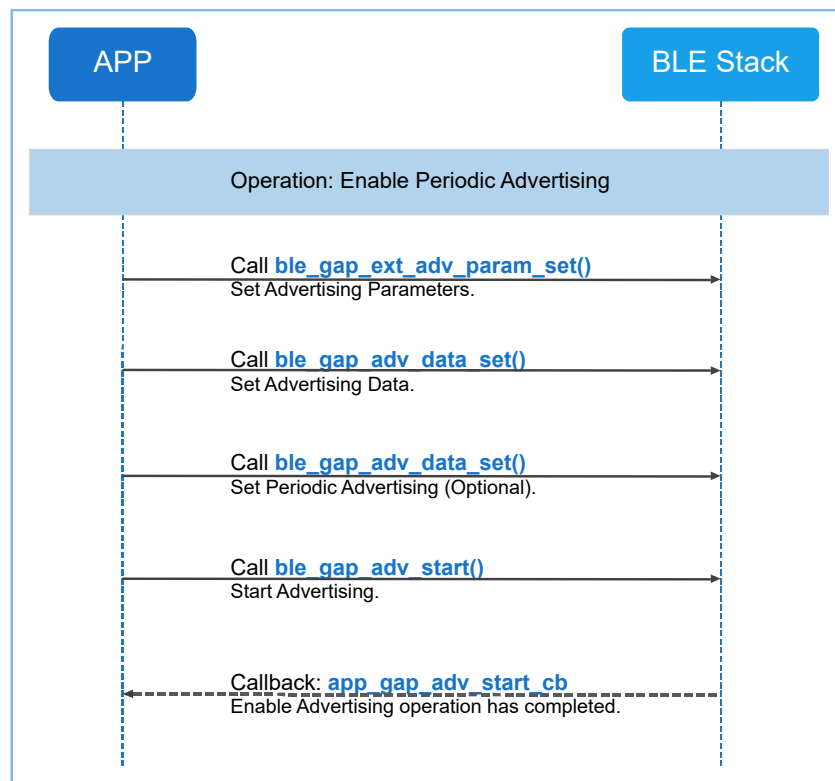 APP
BLE Stack
Operation: Enable Periodic Advertising
Call ble_gap_ext_adv_param_set()
Set Advertising Parameters.
Call ble_gap_adv_data_set()
Set Advertising Data.
Call ble_gap_adv_data_set()
Set Periodic Advertising (Optional).
Call ble_gap_adv_start()
Start Advertising.
Callback: app_gap_adv_start_cb
Enable Advertising operation has completed.